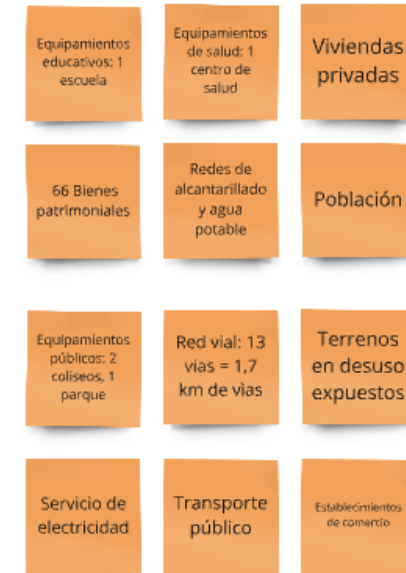 Equipamientos
educativos: 1
escuela
Equipamientos
de salud: 1
centro de
salud
Viviendas
privadas
66 Bienes
patrimoniales
Redes de
alcantarillado
y agua
potable
Población
Equipamientos
públicos: 2
coliseos, 1
parque
Red vial: 13
vías = 1,7
km de vías
Terrenos
en desuso
expuestos
Servicio de
electricidad
Transporte
público
Establecimientos
de comercio